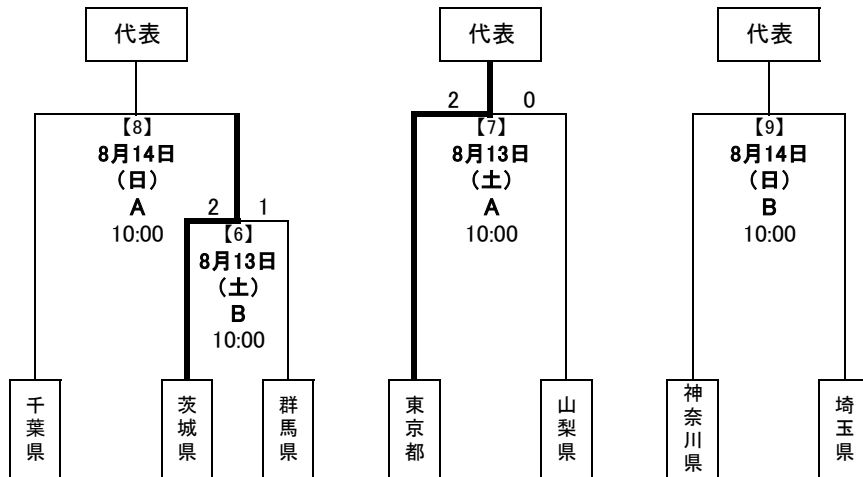 代表
代表
代表
2 0
【8】
8月14日
（日）
A
10:00
【7】
8月13日
（土）
A
10:00
【9】
8月14日
（日）
B
10:00
2 1
【6】
8月13日
（土）
B
10:00
千葉県
茨城県
群馬県
東京都
山梨県
神奈川県
埼玉県